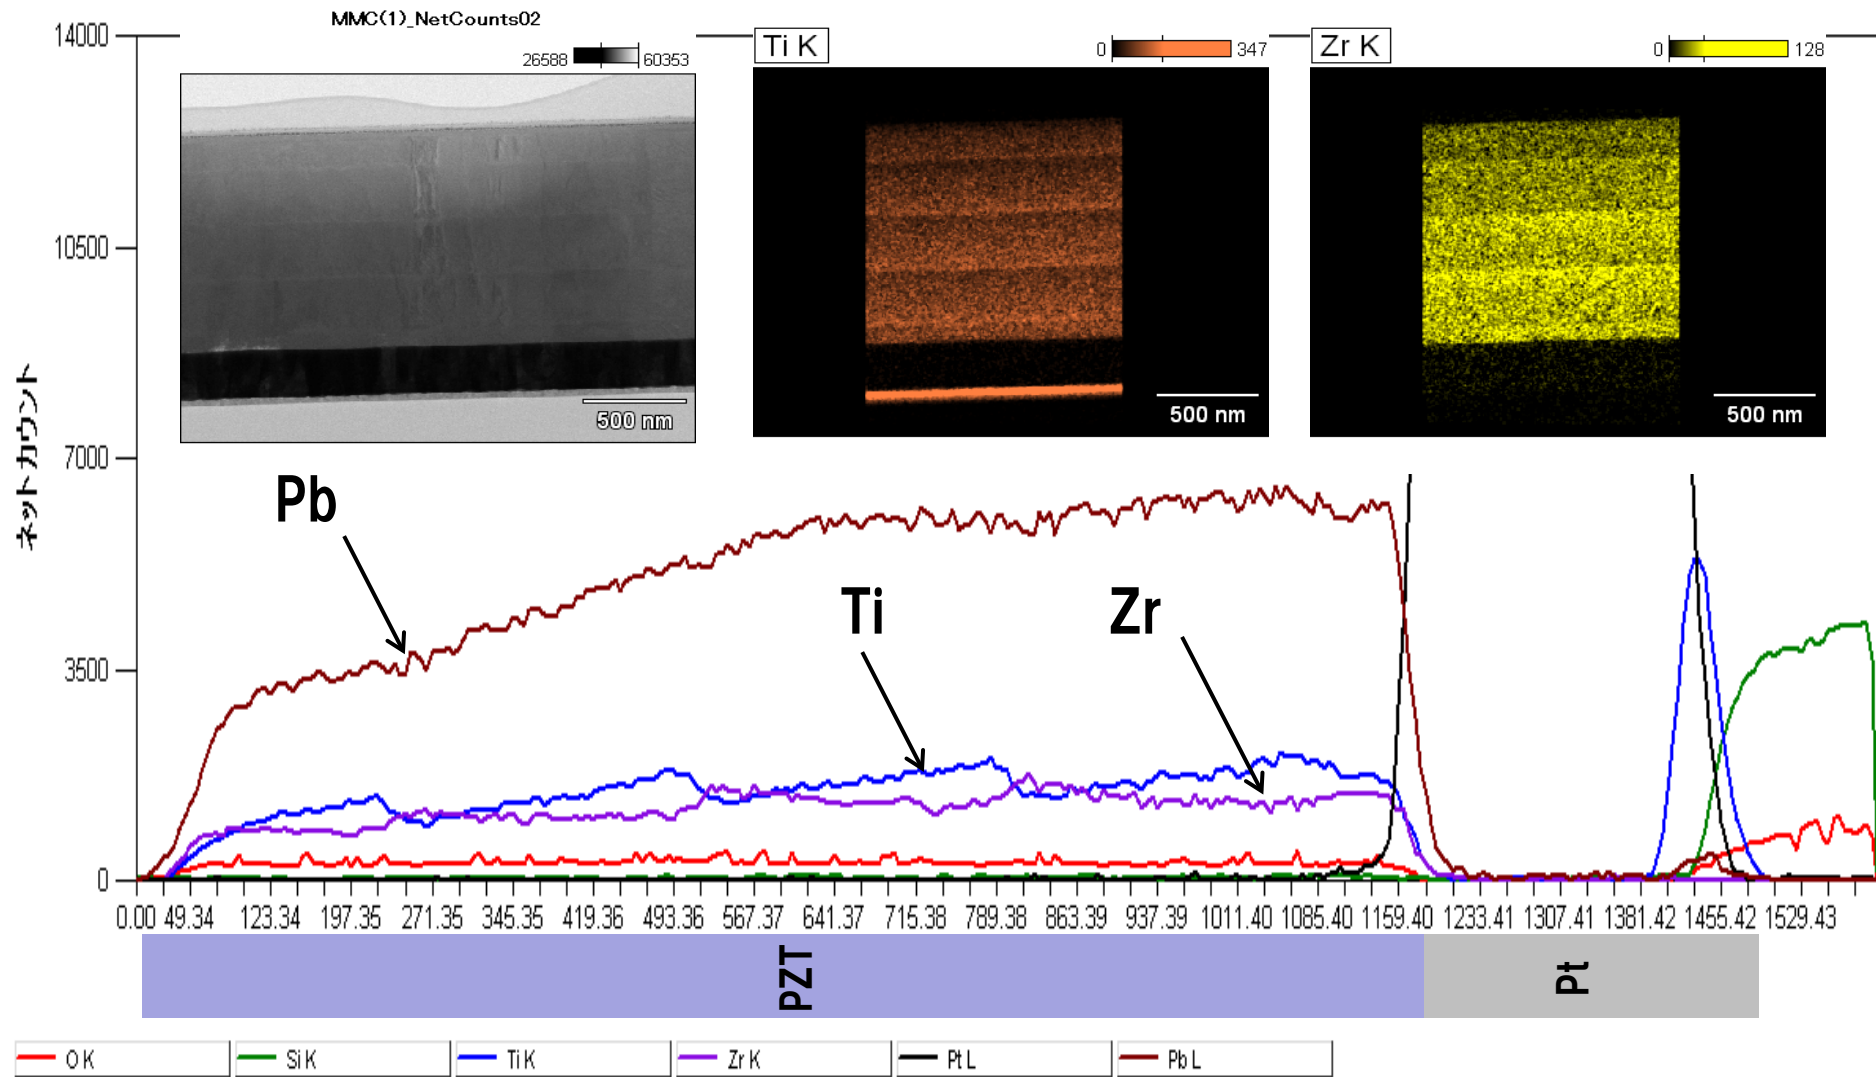 MMC(1)_NetCounts02
26588 60353
500 nm
Ti K
0 347
500 nm
Zr K
0 128
500 nm
ネットカウント
14000
10500
7000
3500
0
Pb
Ti
Zr
0.00 49.34 123.34 197.35 271.35 345.35 419.36 493.36 567.37 641.37 715.38 789.38 863.39 937.39 1011.40 1085.40 1159.40 1233.41 1307.41 1381.42 1455.42 1529.43
PZT
Pt
O K Si K Ti K Zr K Pt L Pb L